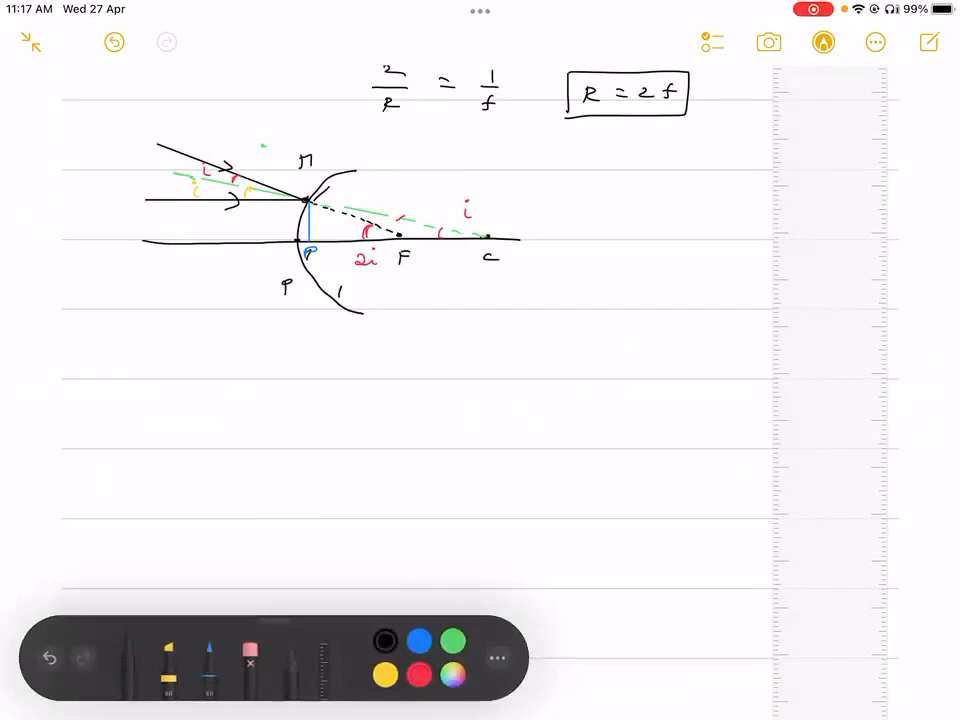 11:17 AM Wed 27 Apr
99%
2/R = 1/f
R = 2f
M
i
i
i
P
2i F C
P